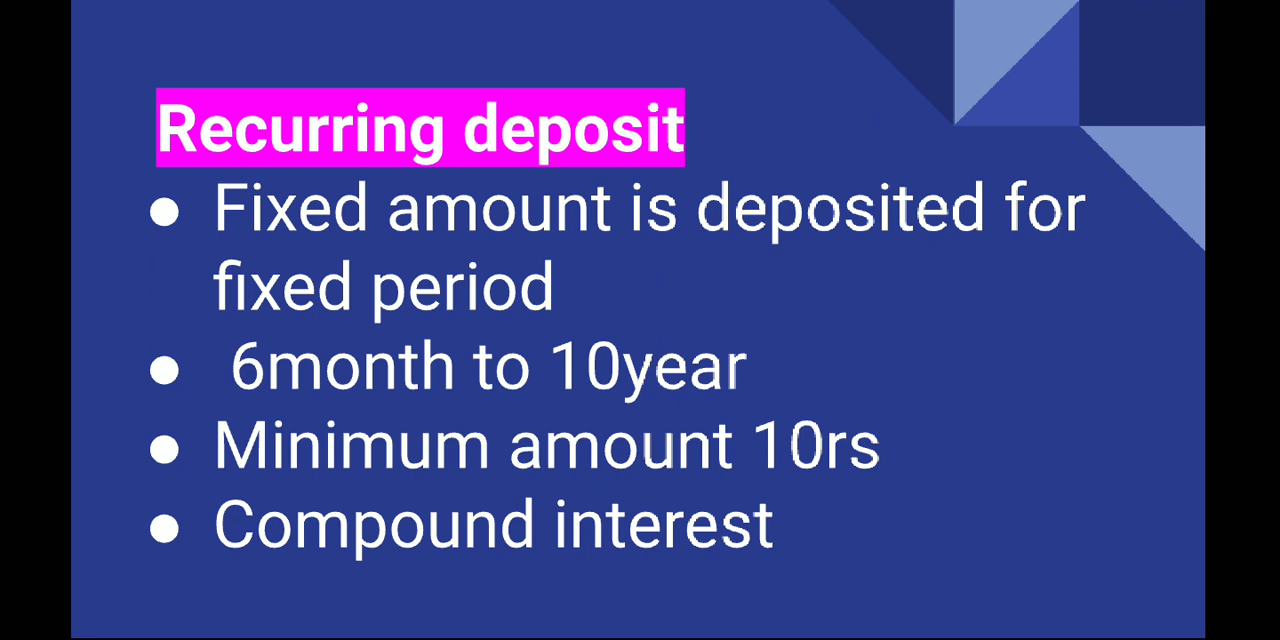 Recurring deposit
● Fixed amount is deposited for
fixed period
● 6month to 10year
● Minimum amount 10rs
● Compound interest